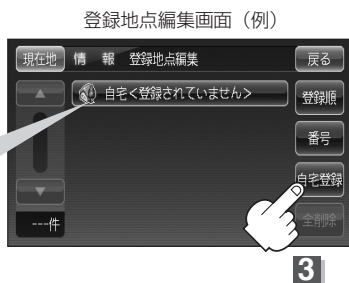 登録地点編集画面（例）
現在地 情 報 登録地点編集 戻る
自宅<登録されていません> 登録順
番号
自宅登録
---件 全削除
3